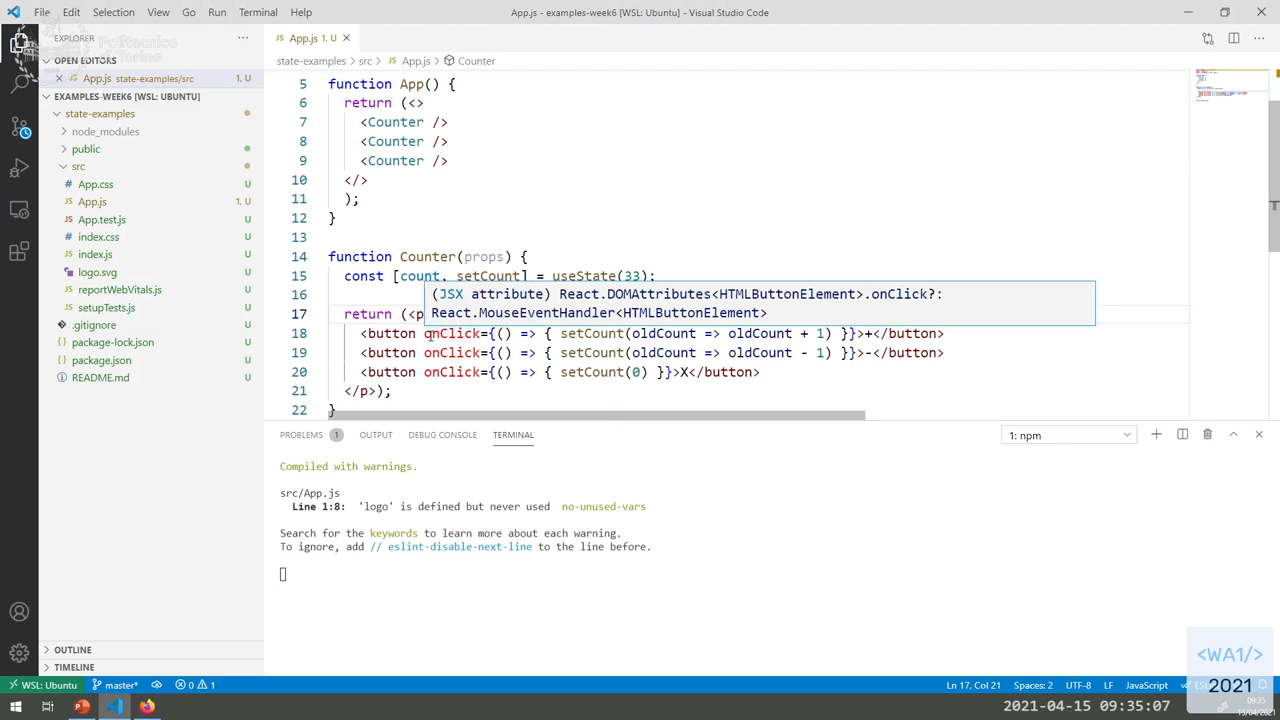 File Edit Selection View Go Run Terminal Help
App.js - examples-week6 [WSL: Ubuntu] - Visual Studio Code
EXPLORER
Politecnico
di Torino
OPEN EDITORS
App.js state-examples/src 1, U
EXAMPLES-WEEK6 [WSL: UBUNTU]
state-examples
node_modules
public
src
App.css U
App.js 1, U
App.test.js U
index.css U
index.js U
logo.svg U
reportWebVitals.js U
setupTests.js U
.gitignore U
package-lock.json U
package.json U
README.md U
OUTLINE
TIMELINE
App.js 1, U
state-examples > src > App.js > Counter
5 function App() {
6 return (<>
7 <Counter />
8 <Counter />
9 <Counter />
10 </>
11 );
12 }
13
14 function Counter(props) {
15 const [count, setCount] = useState(33);
16
(JSX attribute) React.DOMAttributes<HTMLButtonElement>.onClick?:
React.MouseEventHandler<HTMLButtonElement>
17 return (<p
18 <button onClick={() => { setCount(oldCount => oldCount + 1) }}>+</button>
19 <button onClick={() => { setCount(oldCount => oldCount - 1) }}>-</button>
20 <button onClick={() => { setCount(0) }}>X</button>
21 </p>);
22 }
PROBLEMS 1 OUTPUT DEBUG CONSOLE TERMINAL
1: npm
Compiled with warnings.
src/App.js
Line 1:8: 'logo' is defined but never used no-unused-vars
Search for the keywords to learn more about each warning.
To ignore, add // eslint-disable-next-line to the line before.
<WA1/>
2021
WSL: Ubuntu master* 0 1
Ln 17, Col 21 Spaces: 2 UTF-8 LF JavaScript
2021-04-15 09:35:07
09:35
15/04/2021